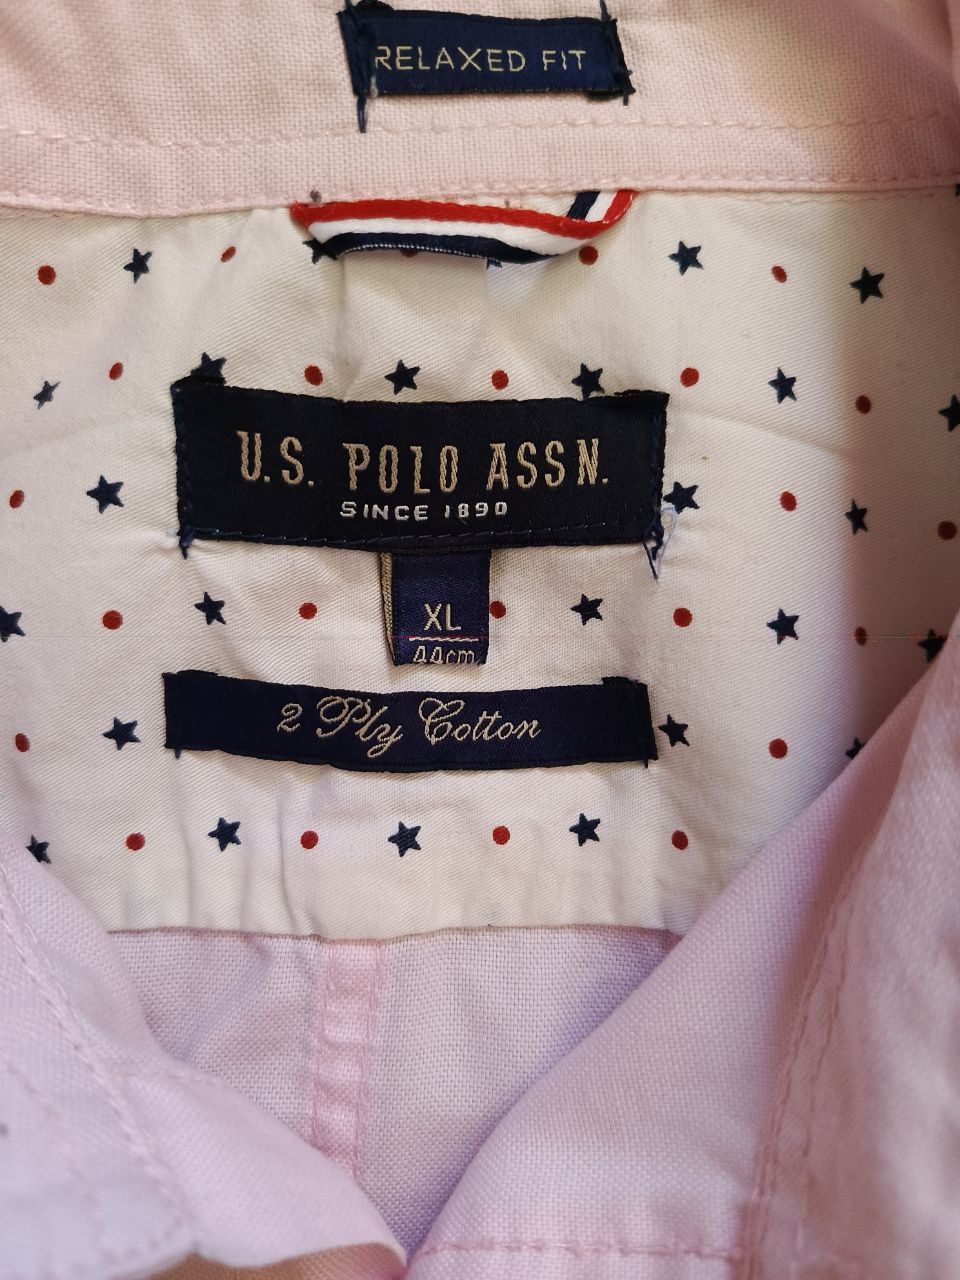 RELAXED FIT
U.S. POLO ASSN.
SINCE 1890
XL
44cm
2 Ply Cotton